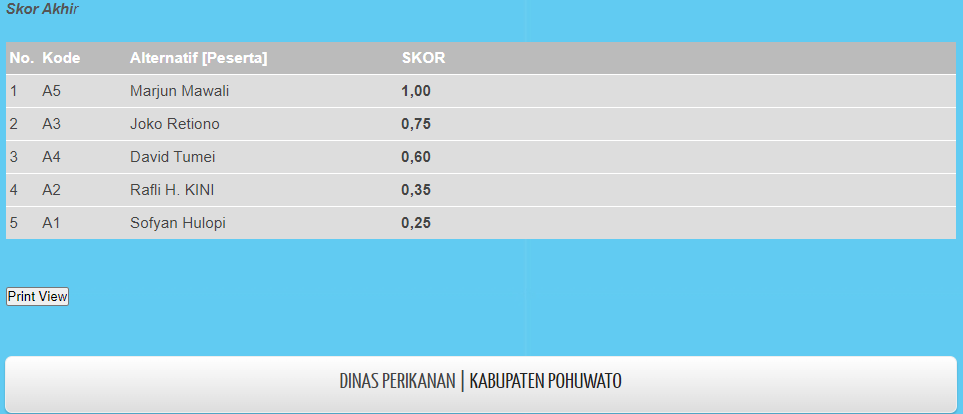 Skor Akhir
No. Kode Alternatif [Peserta] SKOR
1 A5 Marjun Mawali 1,00
2 A3 Joko Retiono 0,75
3 A4 David Tumei 0,60
4 A2 Rafli H. KINI 0,35
5 A1 Sofyan Hulopi 0,25
Print View
DINAS PERIKANAN | KABUPATEN POHUWATO